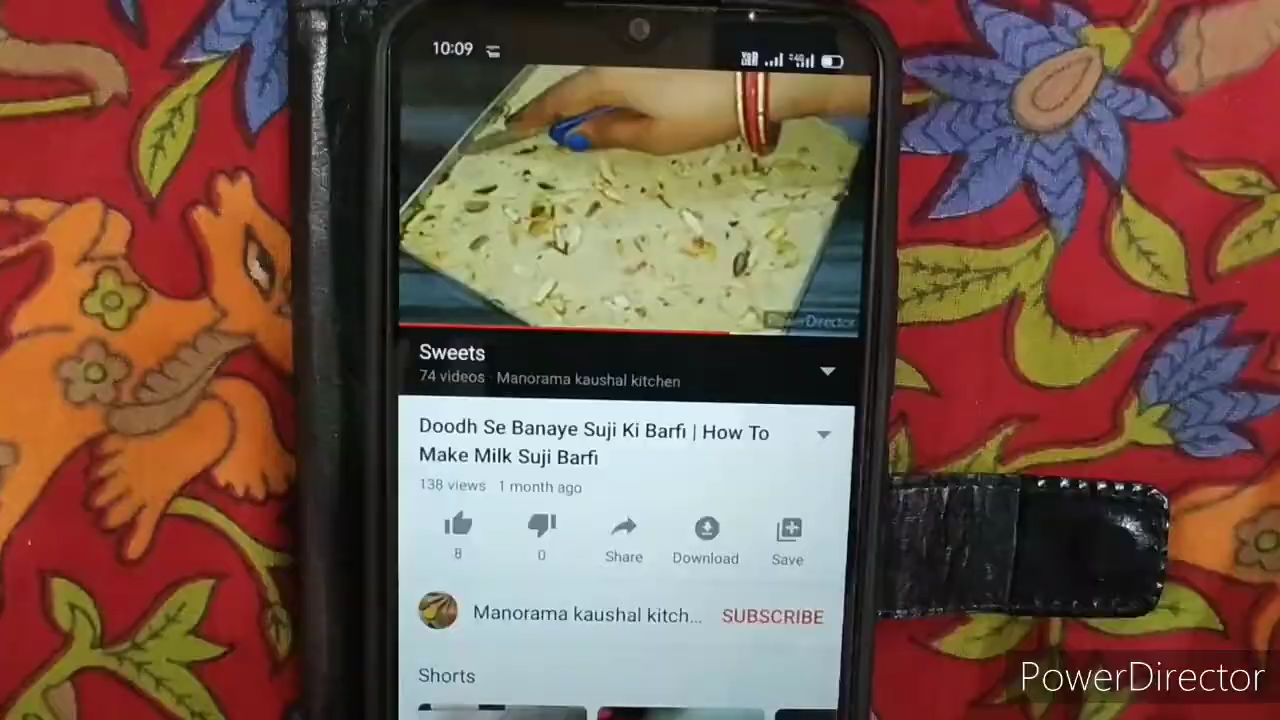 10:09
PowerDirector
Sweets
74 videos · Manorama kaushal kitchen
Doodh Se Banaye Suji Ki Barfi | How To
Make Milk Suji Barfi
138 views 1 month ago
8
0
Share
Download
Save
Manorama kaushal kitch...
SUBSCRIBE
Shorts
PowerDirector